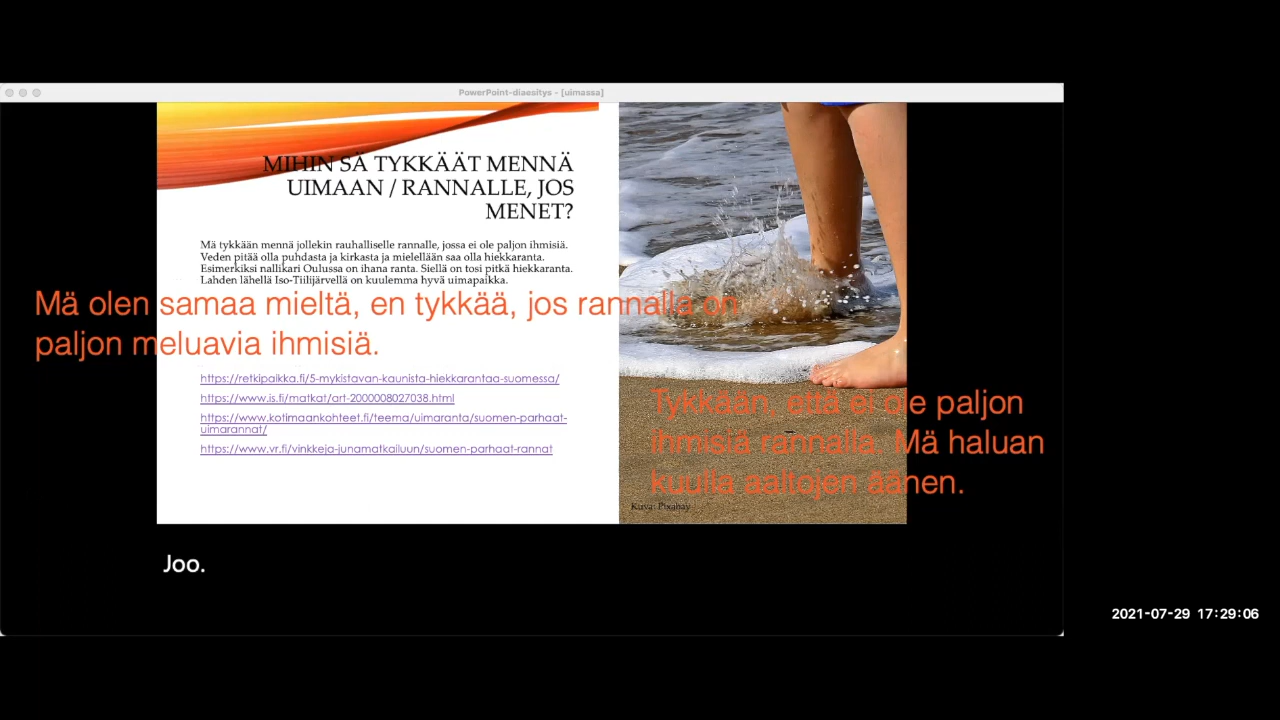 PowerPoint-diaesitys - [uimassa]
MIHIN SÄ TYKKÄÄT MENNÄ
UIMAAN / RANNALLE, JOS
MENET?
Mä tykkään mennä jollekin rauhalliselle rannalle, jossa ei ole paljon ihmisiä.
Veden pitää olla puhdasta ja kirkasta ja mielellään saa olla hiekkaranta.
Esimerkiksi nallikari Oulussa on ihana ranta. Siellä on tosi pitkä hiekkaranta.
Lahden lähellä Iso-Tiilijärvellä on kuulemma hyvä uimapaikka.
Mä olen samaa mieltä, en tykkää, jos rannalla on
paljon meluavia ihmisiä.
https://retkipaikka.fi/5-mykistavan-kaunista-hiekkarantaa-suomessa/
https://www.is.fi/matkat/art-2000008027038.html
https://www.kotimaankohteet.fi/teema/uimaranta/suomen-parhaat-
uimarannat/
https://www.vr.fi/vinkkeja-junamatkailuun/suomen-parhaat-rannat
Tykkään, että ei ole paljon
ihmisiä rannalla. Mä haluan
kuulla aaltojen äänen.
Kuva: Pixabay
Joo.
2021-07-29 17:29:06